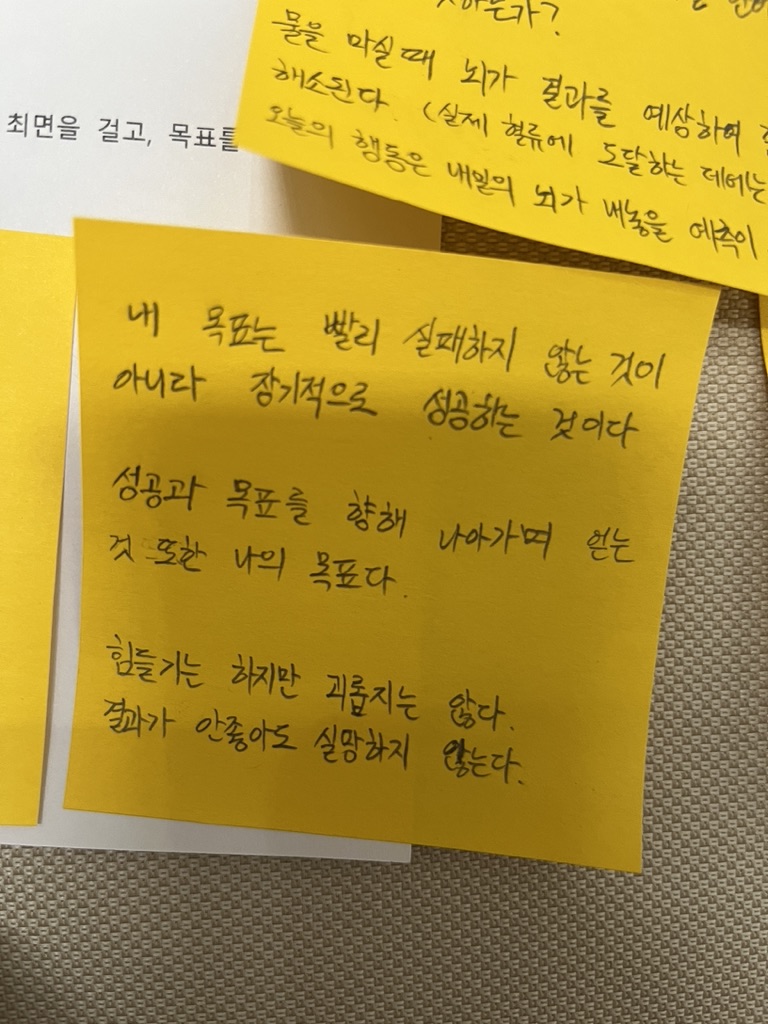 하는가?
물을 마실 때 뇌가 결과를 예상하여
해소된다. (실제 혈류에 도달하는 데에는
오늘의 행동은 내일의 뇌가 내놓을 예측이
최면을 걸고, 목표를
내 목표는 빨리 실패하지 않는 것이
아니라 장기적으로 성공하는 것이다
성공과 목표를 향해 나아가며 얻는
것 또한 나의 목표다.
힘들기는 하지만 괴롭지는 않다.
결과가 안좋아도 실망하지 않는다.